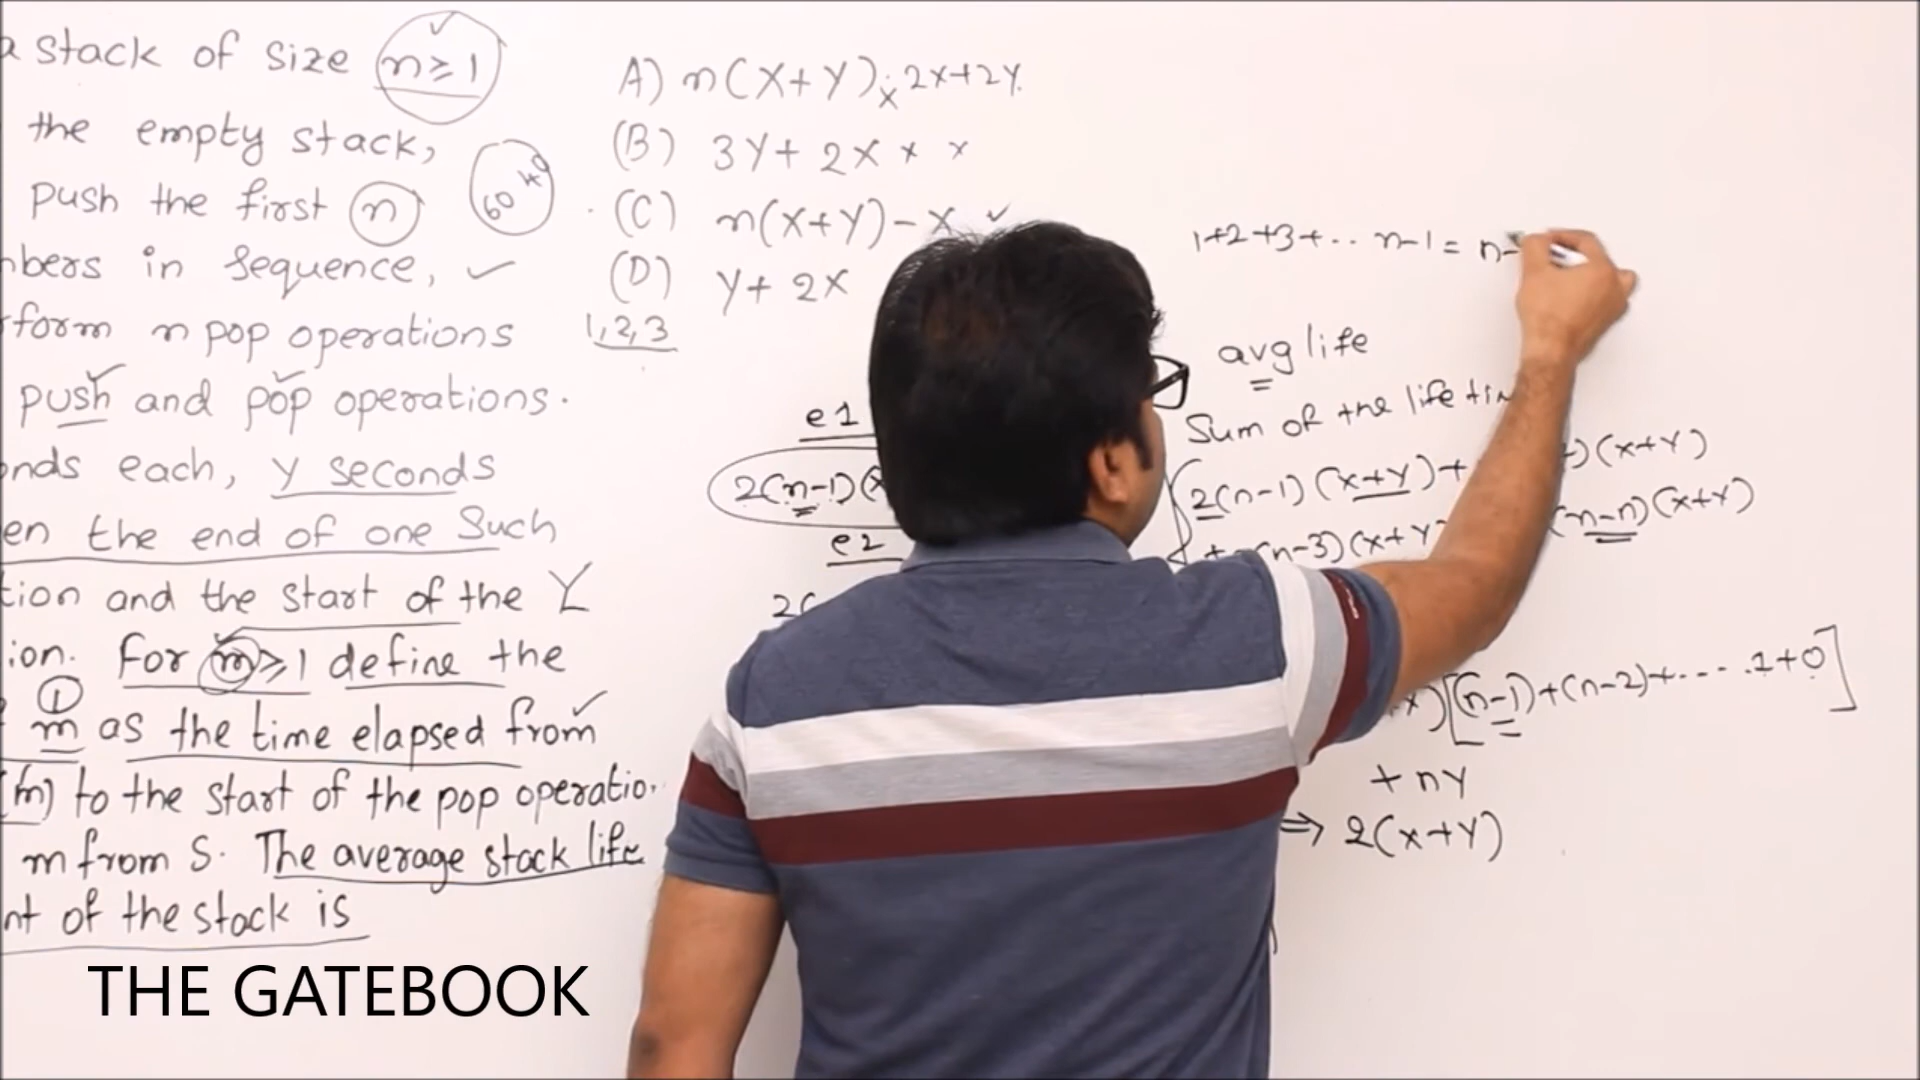 a stack of size n≥1
the empty stack,
push the first n
60 40
bers in sequence,
form n pop operations
push and pop operations.
onds each, Y seconds
en the end of one Such
tion and the start of the Y
ion. For m≥1 define the
1
m as the time elapsed from
(m) to the start of the pop operatio
m from S. The average stack life
nt of the stack is
A) n(X+Y); 2X+2Y.
(B) 3Y+ 2X
(C) n(X+Y)-X
(D) Y+ 2X
1,2,3
e1
2(n-1)(x
e2
2(
1+2+3+.. n-1 = n-
avg life
Sum of the life tim
2(n-1)(x+y)+ )(x+Y)
(n-3)(x+Y (n-n)(x+Y)
x)[(n-1)+(n-2)+---.1+0]
+ nY
⇒ 2(x+Y)
THE GATEBOOK